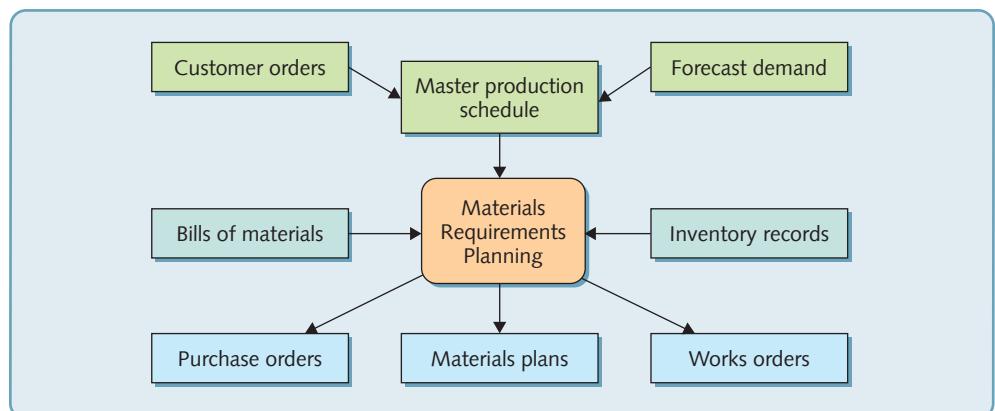 Customer orders
Master production
schedule
Forecast demand
Bills of materials
Materials
Requirements
Planning
Inventory records
Purchase orders
Materials plans
Works orders